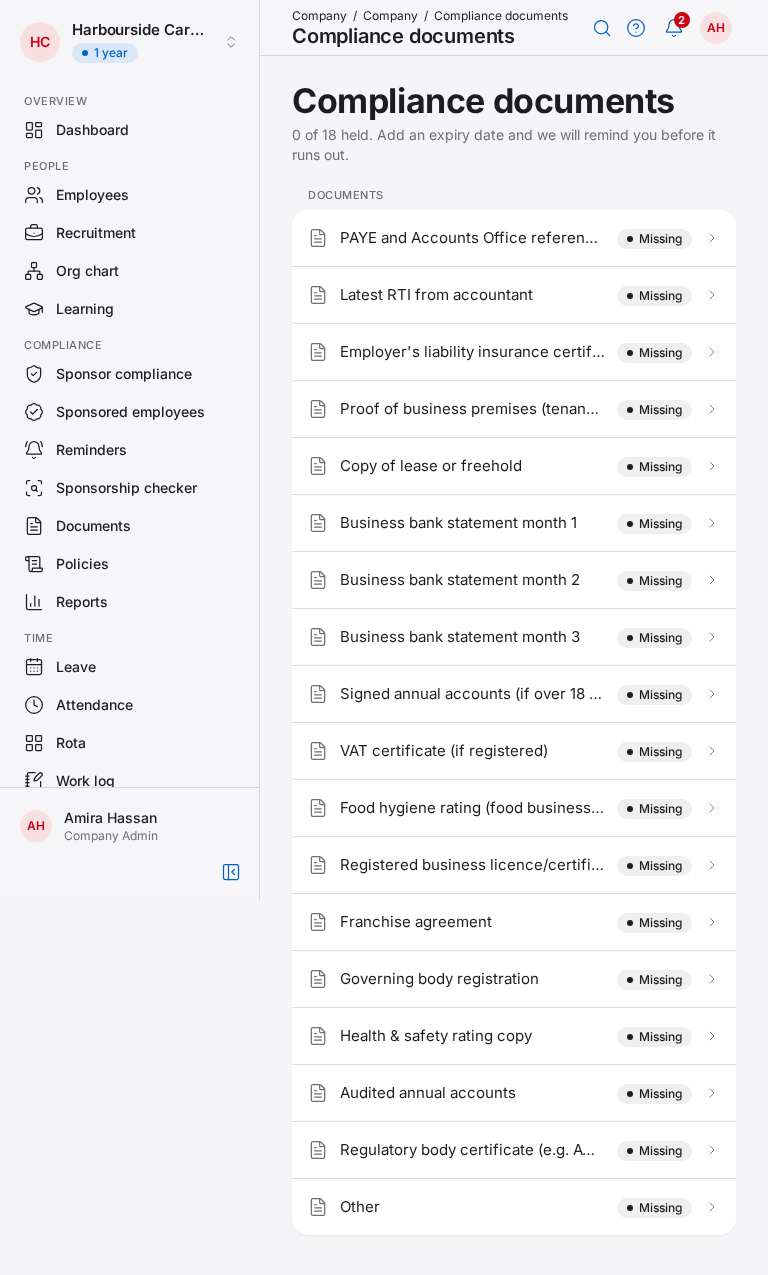 HC
Harbourside Car...
1 year
OVERVIEW
Dashboard
PEOPLE
Employees
Recruitment
Org chart
Learning
COMPLIANCE
Sponsor compliance
Sponsored employees
Reminders
Sponsorship checker
Documents
Policies
Reports
TIME
Leave
Attendance
Rota
Work log
AH
Amira Hassan
Company Admin
Company / Company / Compliance documents
Compliance documents
2
AH
Compliance documents
0 of 18 held. Add an expiry date and we will remind you before it
runs out.
DOCUMENTS
PAYE and Accounts Office referen... Missing
Latest RTI from accountant Missing
Employer's liability insurance certif... Missing
Proof of business premises (tenan... Missing
Copy of lease or freehold Missing
Business bank statement month 1 Missing
Business bank statement month 2 Missing
Business bank statement month 3 Missing
Signed annual accounts (if over 18 ... Missing
VAT certificate (if registered) Missing
Food hygiene rating (food business... Missing
Registered business licence/certifi... Missing
Franchise agreement Missing
Governing body registration Missing
Health & safety rating copy Missing
Audited annual accounts Missing
Regulatory body certificate (e.g. A... Missing
Other Missing